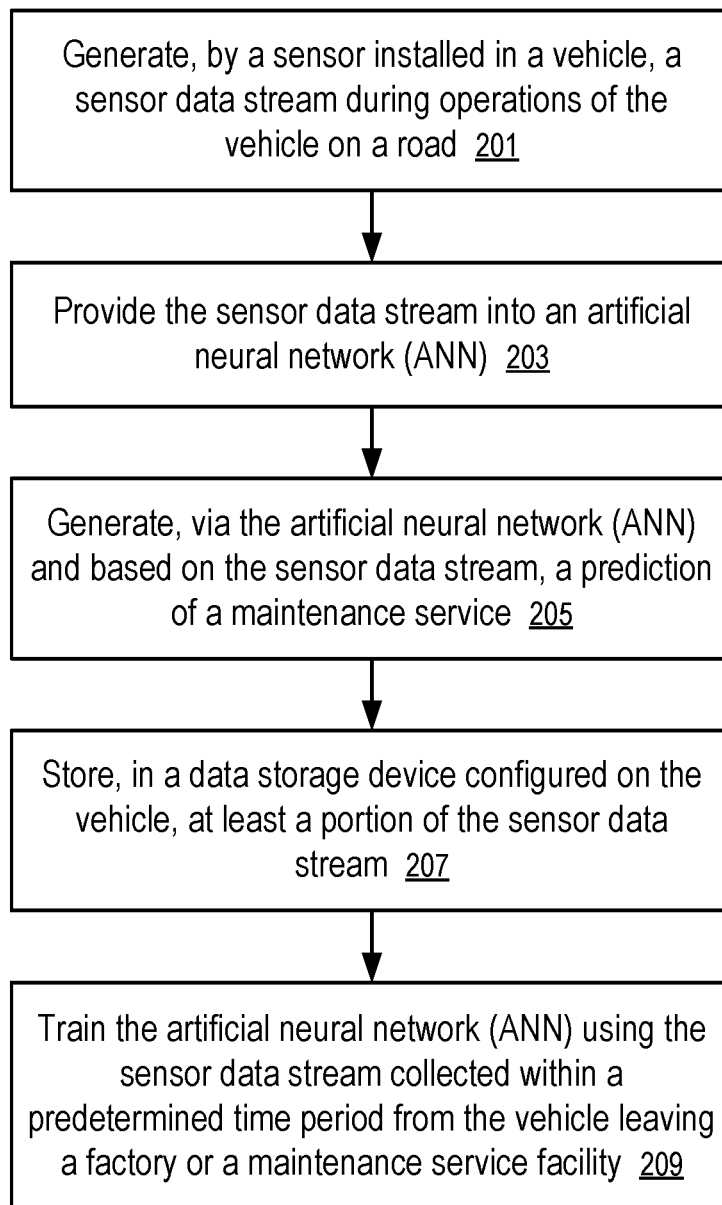 Generate, by a sensor installed in a vehicle, a
sensor data stream during operations of the
vehicle on a road 201
Provide the sensor data stream into an artificial
neural network (ANN) 203
Generate, via the artificial neural network (ANN)
and based on the sensor data stream, a prediction
of a maintenance service 205
Store, in a data storage device configured on the
vehicle, at least a portion of the sensor data
stream 207
Train the artificial neural network (ANN) using the
sensor data stream collected within a
predetermined time period from the vehicle leaving
a factory or a maintenance service facility 209